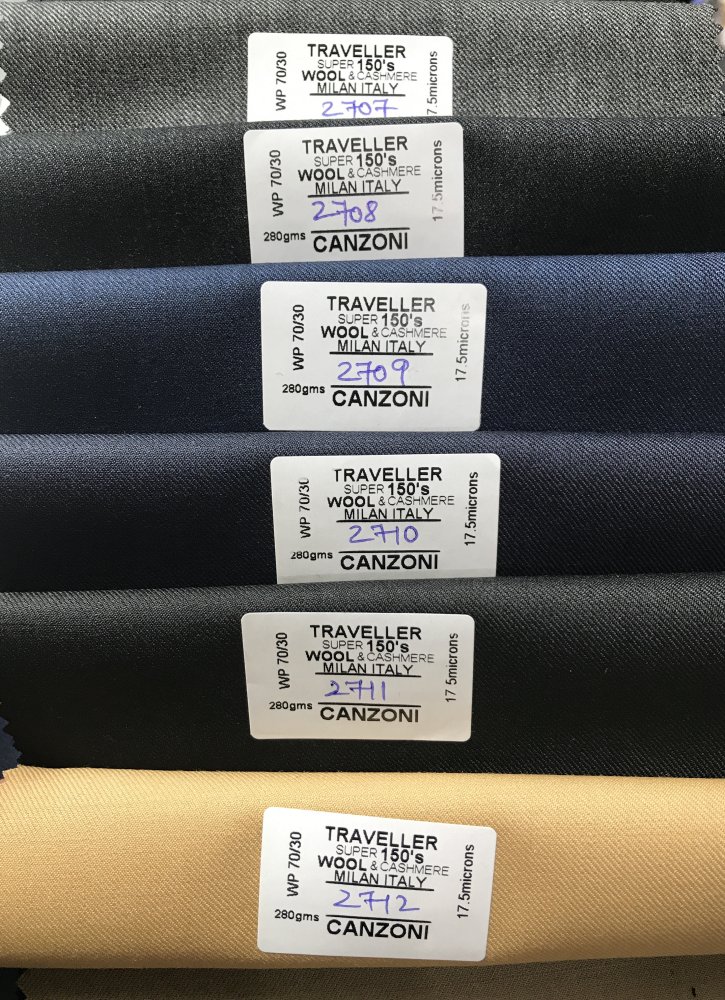 WP 70/30
TRAVELLER
SUPER 150's
WOOL & CASHMERE
MILAN ITALY
2707
7.5microns
WP 70/30
TRAVELLER
SUPER 150's
WOOL & CASHMERE
MILAN ITALY
2708
280gms
CANZONI
17.5microns
WP 70/30
TRAVELLER
SUPER 150's
WOOL & CASHMERE
MILAN ITALY
2709
280gms
CANZONI
17.5microns
WP 70/30
TRAVELLER
SUPER 150's
WOOL & CASHMERE
MILAN ITALY
2710
280gms
CANZONI
17.5microns
WP 70/30
TRAVELLER
SUPER 150's
WOOL & CASHMERE
MILAN ITALY
2711
280gms
CANZONI
17.5microns
WP 70/30
TRAVELLER
SUPER 150's
WOOL & CASHMERE
MILAN ITALY
2712
280gms
CANZONI
17.5microns